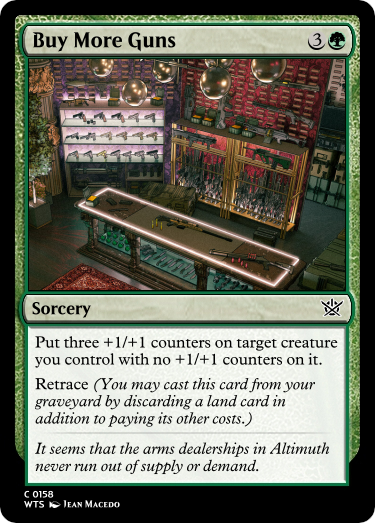 Buy More Guns 3
Sorcery
Put three +1/+1 counters on target creature
you control with no +1/+1 counters on it.
Retrace (You may cast this card from your
graveyard by discarding a land card in
addition to paying its other costs.)
It seems that the arms dealerships in Altimuth
never run out of supply or demand.
C 0158
WTS Jean Macedo